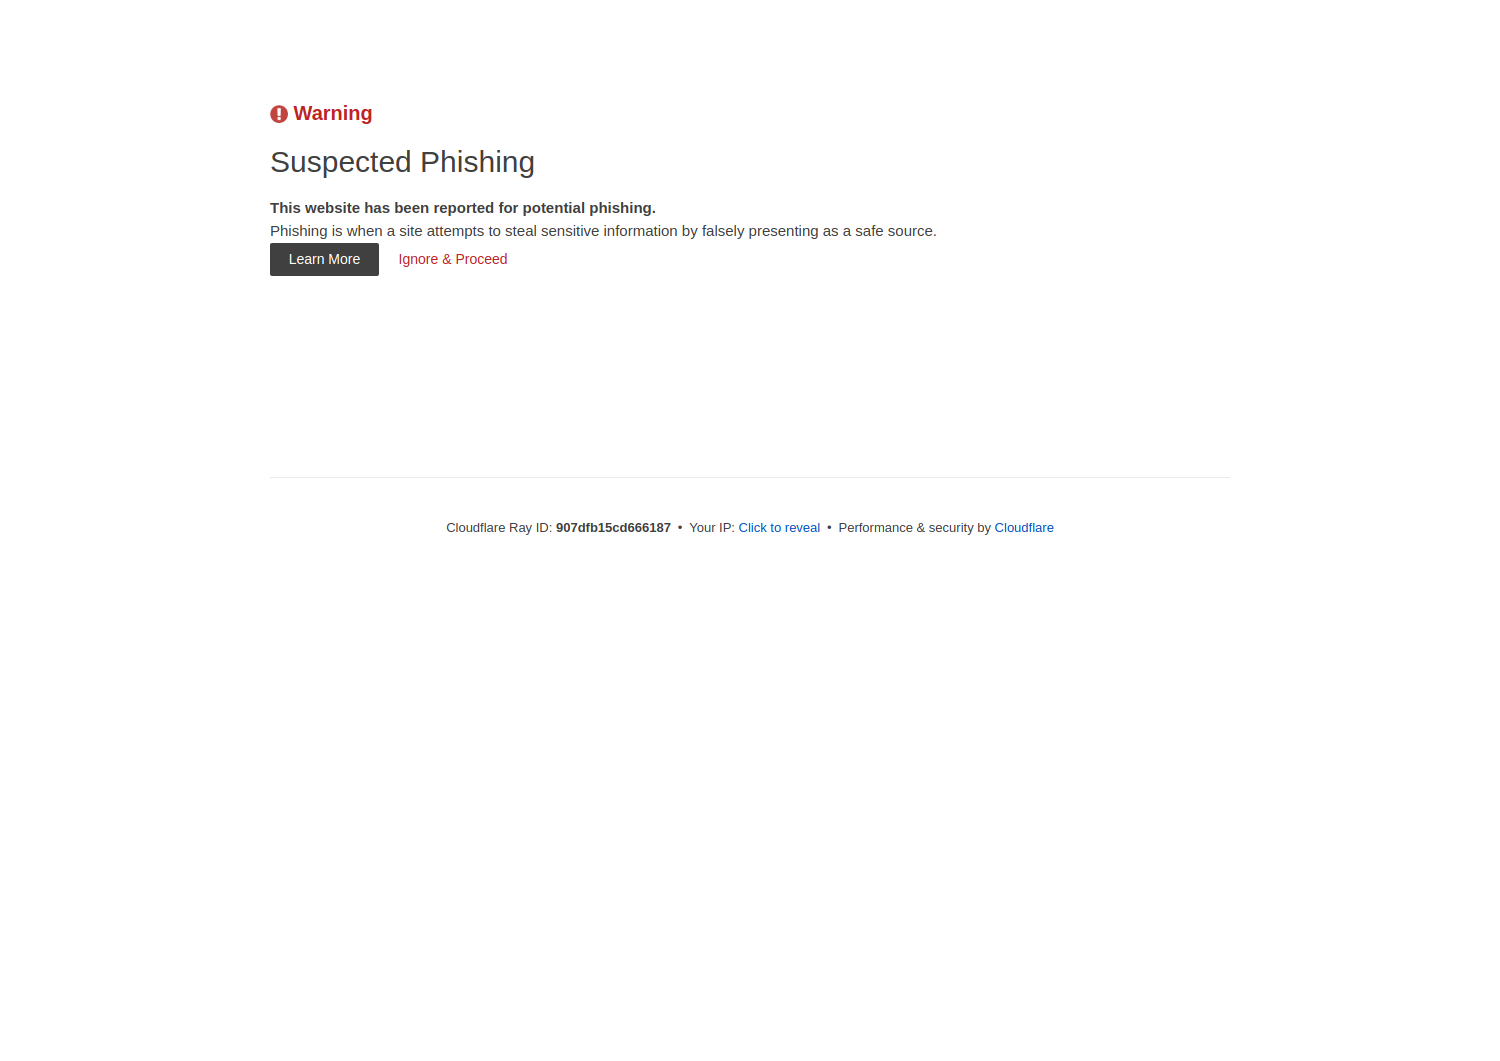 Warning
Suspected Phishing
This website has been reported for potential phishing.
Phishing is when a site attempts to steal sensitive information by falsely presenting as a safe source.
Learn More Ignore & Proceed
Cloudflare Ray ID: 907dfb15cd666187 • Your IP: Click to reveal • Performance & security by Cloudflare